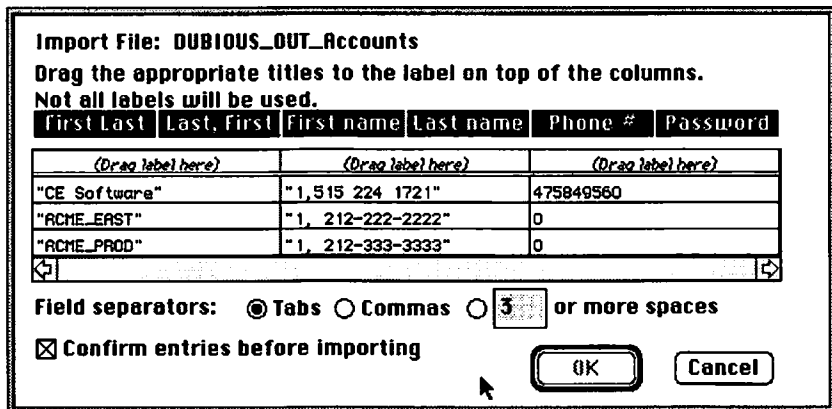 Import File: DUBIOUS_OUT_Accounts
Drag the appropriate titles to the label on top of the columns.
Not all labels will be used.
First Last Last, First First name Last name Phone # Password
(Drag label here) (Drag label here) (Drag label here)
"CE Software" "1,515 224 1721" 475849560
"ACME_EAST" "1, 212-222-2222" 0
"ACME_PROD" "1, 212-333-3333" 0
Field separators: Tabs Commas 3 or more spaces
Confirm entries before importing
OK Cancel